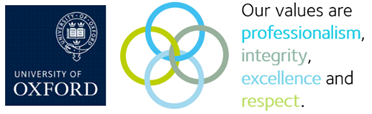 UNIVERSITY OF
OXFORD
Our values are
professionalism,
integrity,
excellence and
respect.